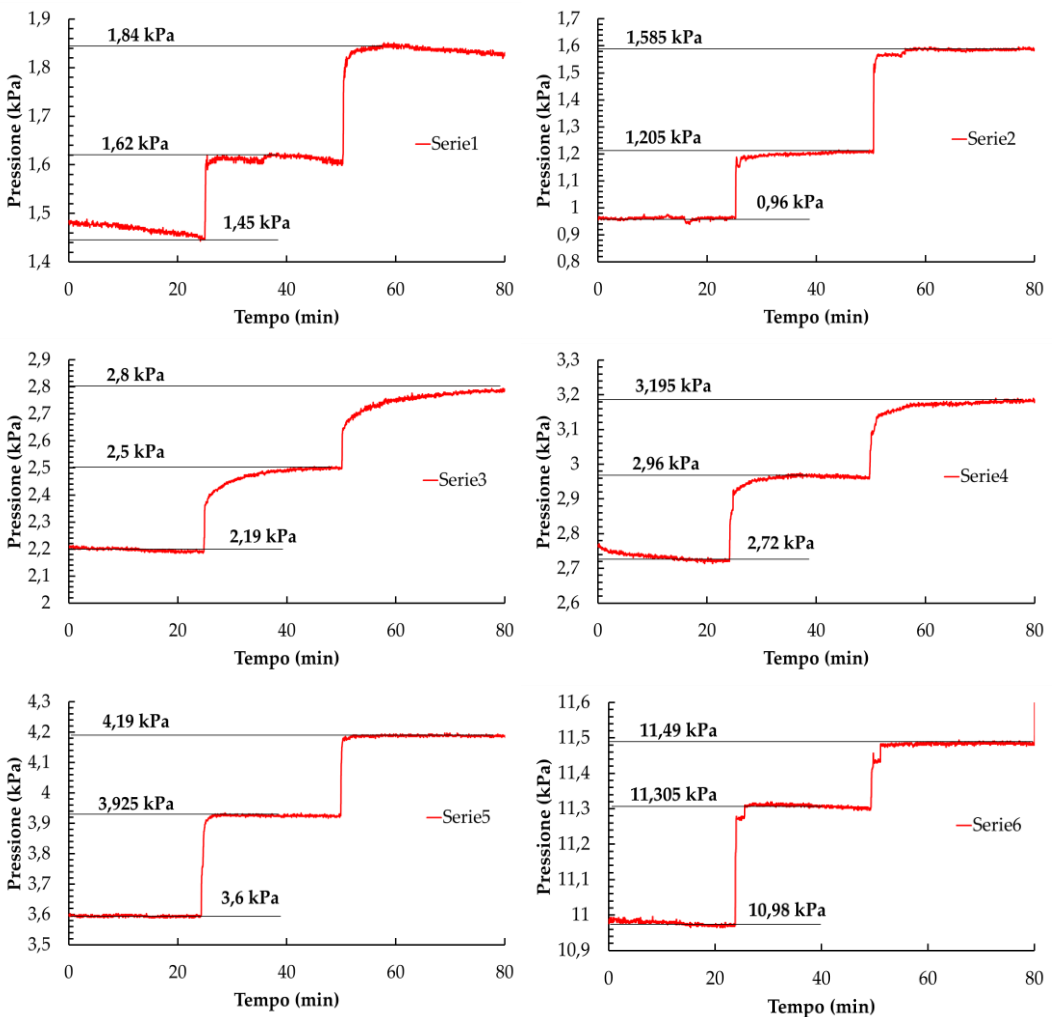 Pressione (kPa)
1,9
1,8
1,7
1,6
1,5
1,4
1,84 kPa
1,62 kPa
1,45 kPa
Serie1
0 20 40 60 80
Tempo (min)
Pressione (kPa)
1,7
1,6
1,5
1,4
1,3
1,2
1,1
1
0,9
0,8
1,585 kPa
1,205 kPa
0,96 kPa
Serie2
0 20 40 60 80
Tempo (min)
Pressione (kPa)
2,9
2,8
2,7
2,6
2,5
2,4
2,3
2,2
2,1
2
2,8 kPa
2,5 kPa
2,19 kPa
Serie3
0 20 40 60 80
Tempo (min)
Pressione (kPa)
3,3
3,2
3,1
3
2,9
2,8
2,7
2,6
3,195 kPa
2,96 kPa
2,72 kPa
Serie4
0 20 40 60 80
Tempo (min)
Pressione (kPa)
4,3
4,2
4,1
4
3,9
3,8
3,7
3,6
3,5
4,19 kPa
3,925 kPa
3,6 kPa
Serie5
0 20 40 60 80
Tempo (min)
Pressione (kPa)
11,6
11,5
11,4
11,3
11,2
11,1
11
10,9
11,49 kPa
11,305 kPa
10,98 kPa
Serie6
0 20 40 60 80
Tempo (min)